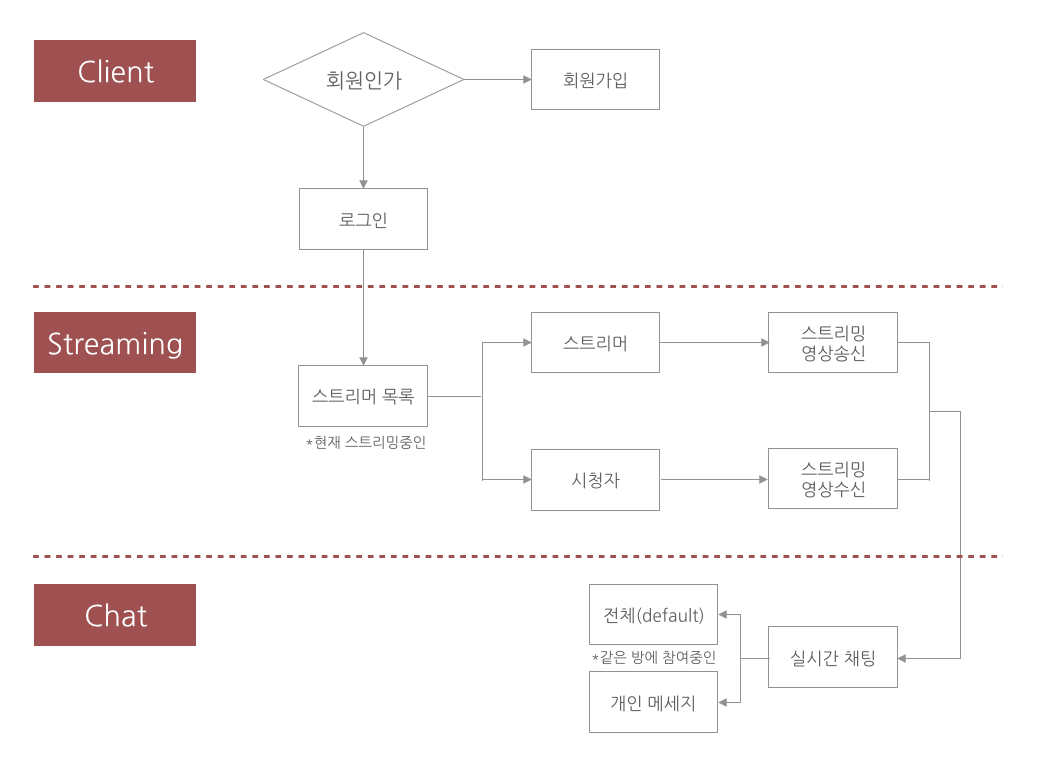 Client
회원인가
회원가입
로그인
Streaming
스트리머 목록
*현재 스트리밍중인
스트리머
스트리밍
영상송신
시청자
스트리밍
영상수신
Chat
전체(default)
*같은 방에 참여중인
개인 메세지
실시간 채팅